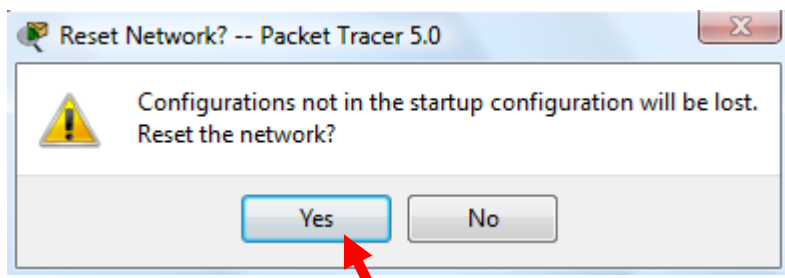 Reset Network? -- Packet Tracer 5.0
Configurations not in the startup configuration will be lost.
Reset the network?
Yes
No